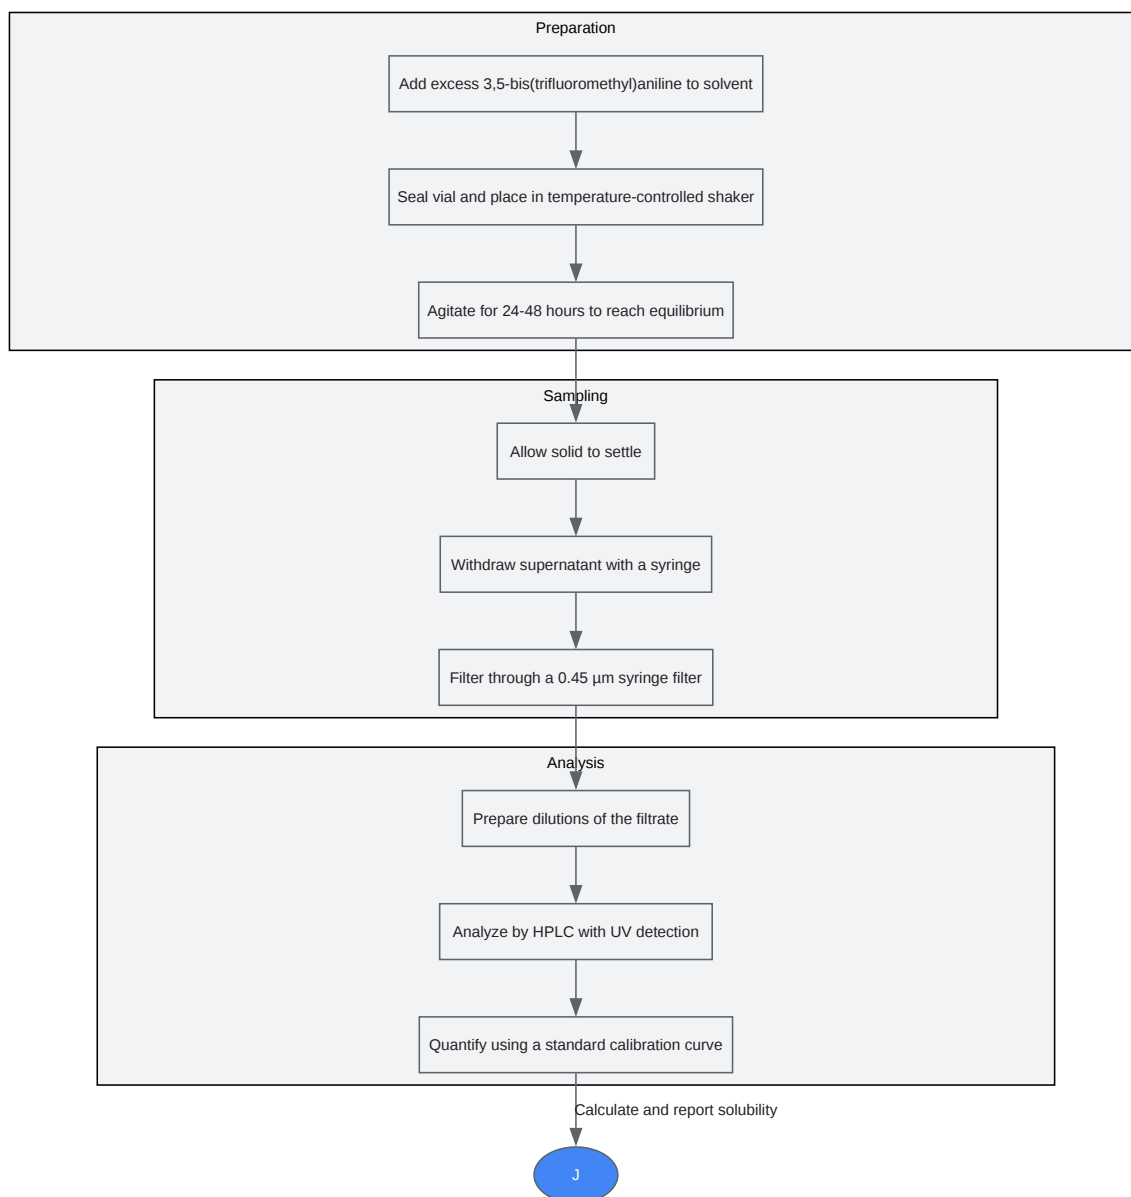 Preparation
Add excess 3,5-bis(trifluoromethyl)aniline to solvent
Seal vial and place in temperature-controlled shaker
Agitate for 24-48 hours to reach equilibrium
Sampling
Allow solid to settle
Withdraw supernatant with a syringe
Filter through a 0.45 µm syringe filter
Analysis
Prepare dilutions of the filtrate
Analyze by HPLC with UV detection
Quantify using a standard calibration curve
Calculate and report solubility
J